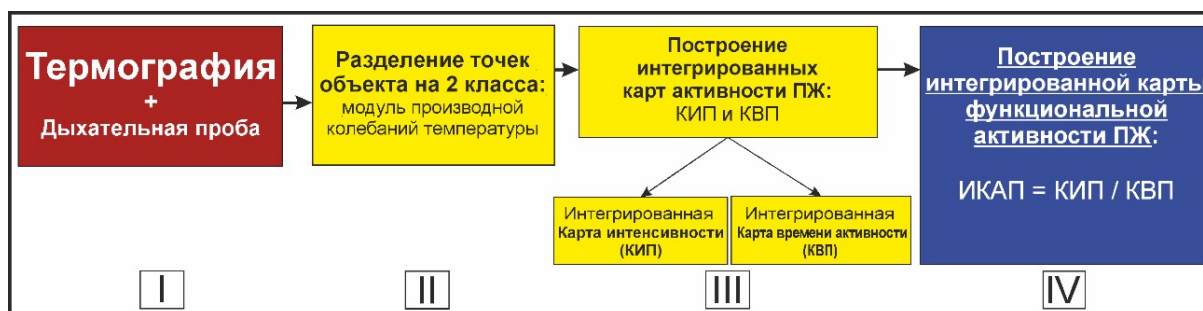 Термография
+
Дыхательная проба
Разделение точек
объекта на 2 класса:
модуль производной
колебаний температуры
Построение
интегрированных
карт активности ПЖ:
КИП и КВП
Интегрированная
Карта интенсивности
(КИП)
Интегрированная
Карта времени активности
(КВП)
Построение
интегрированной карты
функциональной
активности ПЖ:
ИКАП = КИП / КВП
I
II
III
IV